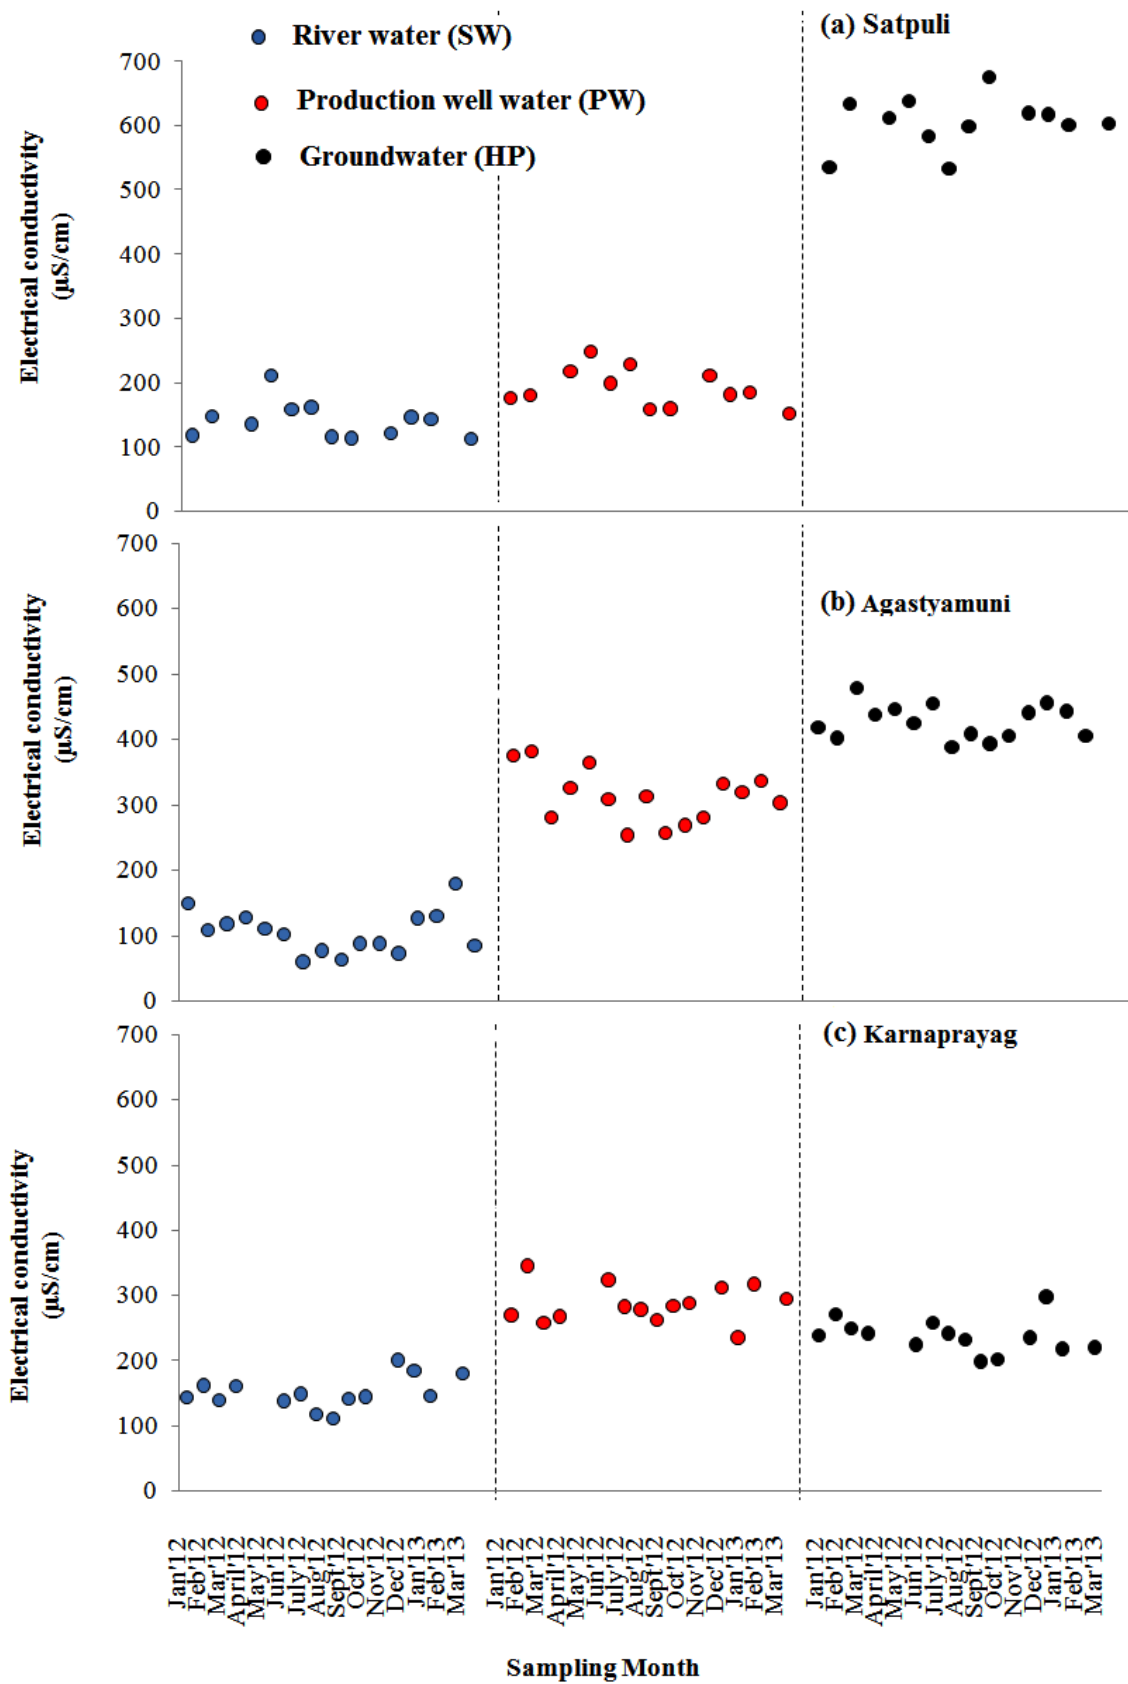 River water (SW)
Production well water (PW)
Groundwater (HP)
(a) Satpuli
Electrical conductivity
(µS/cm)
700
600
500
400
300
200
100
0
(b) Agastyamuni
Electrical conductivity
(µS/cm)
700
600
500
400
300
200
100
0
(c) Karnaprayag
Electrical conductivity
(µS/cm)
700
600
500
400
300
200
100
0
Jan'12
Feb'12
Mar'12
April'12
May'12
Jun'12
July'12
Aug'12
Sept'12
Oct'12
Nov'12
Dec'12
Jan'13
Feb'13
Mar'13
Jan'12
Feb'12
Mar'12
April'12
May'12
Jun'12
July'12
Aug'12
Sept'12
Oct'12
Nov'12
Dec'12
Jan'13
Feb'13
Mar'13
Jan'12
Feb'12
Mar'12
April'12
May'12
Jun'12
July'12
Aug'12
Sept'12
Oct'12
Nov'12
Dec'12
Jan'13
Feb'13
Mar'13
Sampling Month